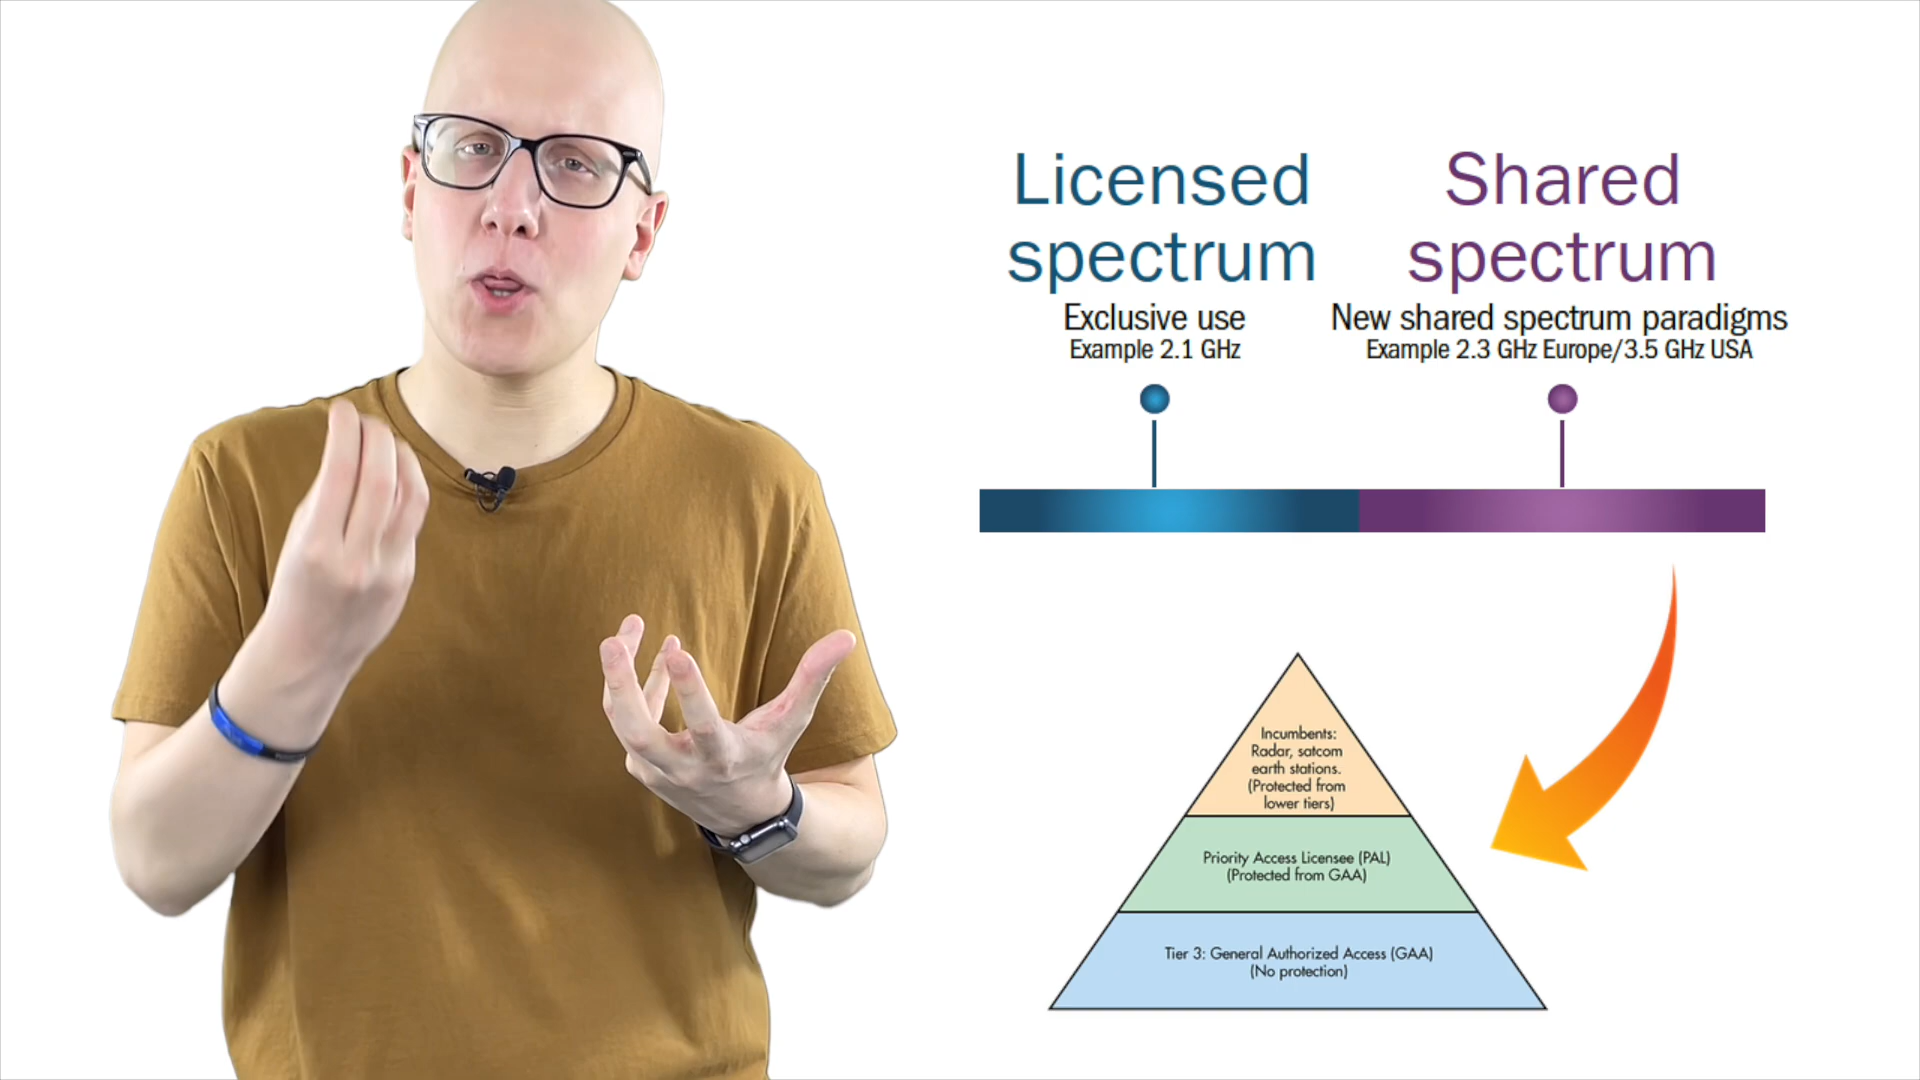 Licensed
spectrum
Exclusive use
Example 2.1 GHz
Shared
spectrum
New shared spectrum paradigms
Example 2.3 GHz Europe/3.5 GHz USA
Incumbents:
Radar, satcom
earth stations.
(Protected from
lower tiers)
Priority Access Licensee (PAL)
(Protected from GAA)
Tier 3: General Authorized Access (GAA)
(No protection)